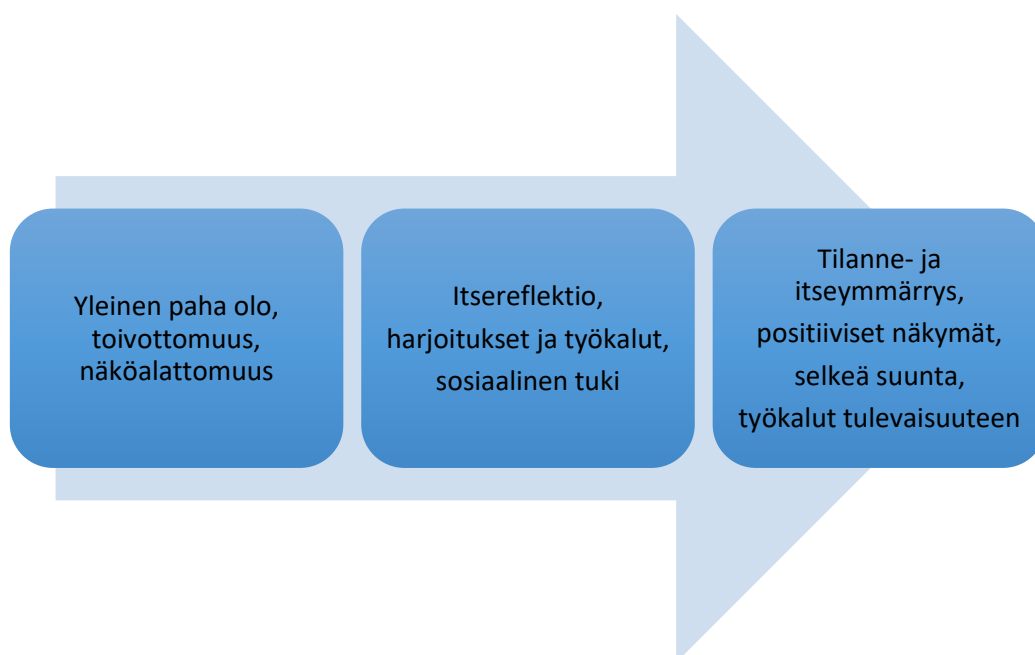 Yleinen paha olo,
toivottomuus,
näköalattomuus
Itsereflektio,
harjoitukset ja työkalut,
sosiaalinen tuki
Tilanne- ja
itseymmärrys,
positiiviset näkymät,
selkeä suunta,
työkalut tulevaisuuteen